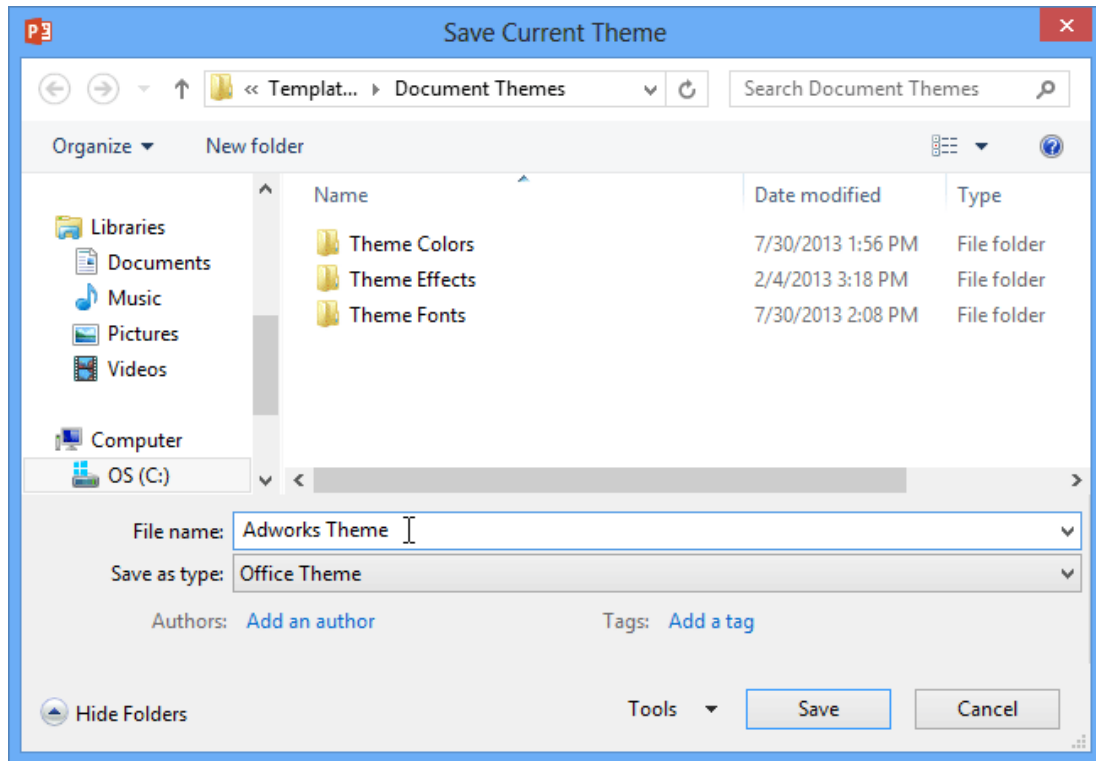 Save Current Theme
« Templat... Document Themes
Search Document Themes
Organize
New folder
Name Date modified Type
Libraries
Documents
Music
Pictures
Videos
Computer
OS (C:)
Theme Colors 7/30/2013 1:56 PM File folder
Theme Effects 2/4/2013 3:18 PM File folder
Theme Fonts 7/30/2013 2:08 PM File folder
File name: Adworks Theme
Save as type: Office Theme
Authors: Add an author Tags: Add a tag
Hide Folders
Tools
Save
Cancel